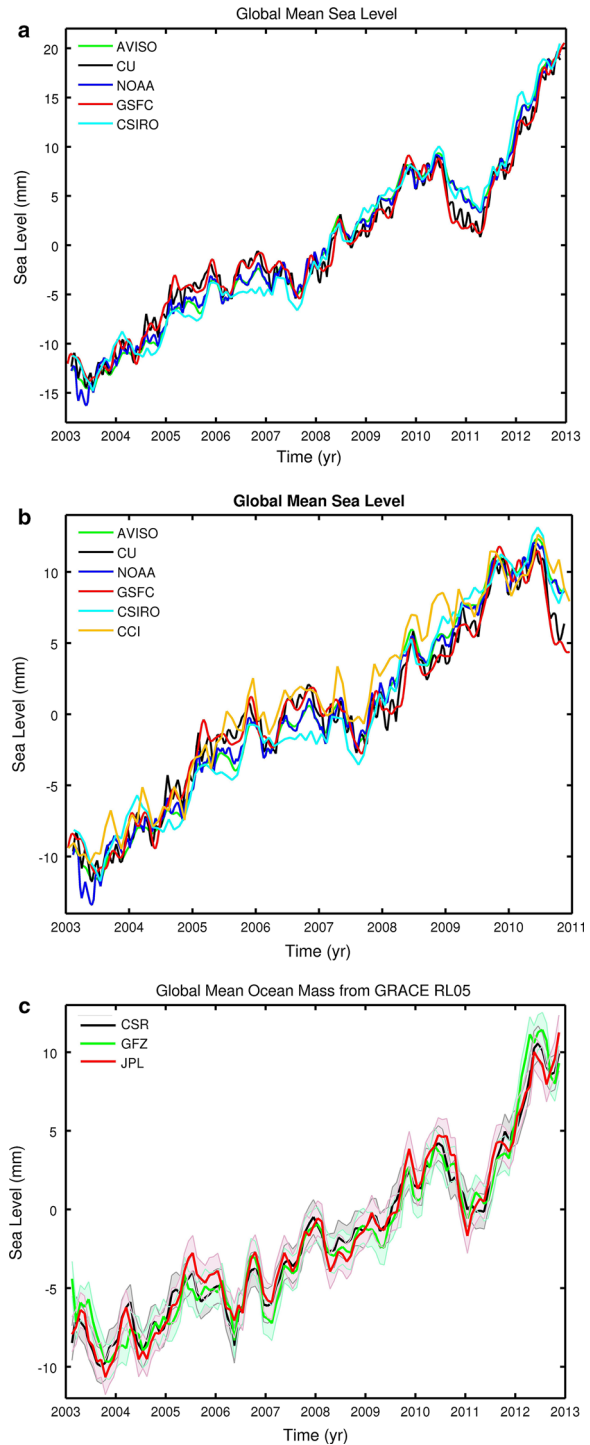 Global Mean Sea Level
a
AVISO
CU
NOAA
GSFC
CSIRO
20
15
10
5
0
-5
-10
-15
Sea Level (mm)
2003 2004 2005 2006 2007 2008 2009 2010 2011 2012 2013
Time (yr)
Global Mean Sea Level
b
AVISO
CU
NOAA
GSFC
CSIRO
CCI
10
5
0
-5
-10
Sea Level (mm)
2003 2004 2005 2006 2007 2008 2009 2010 2011
Time (yr)
Global Mean Ocean Mass from GRACE RL05
c
CSR
GFZ
JPL
10
5
0
-5
-10
Sea Level (mm)
2003 2004 2005 2006 2007 2008 2009 2010 2011 2012 2013
Time (yr)